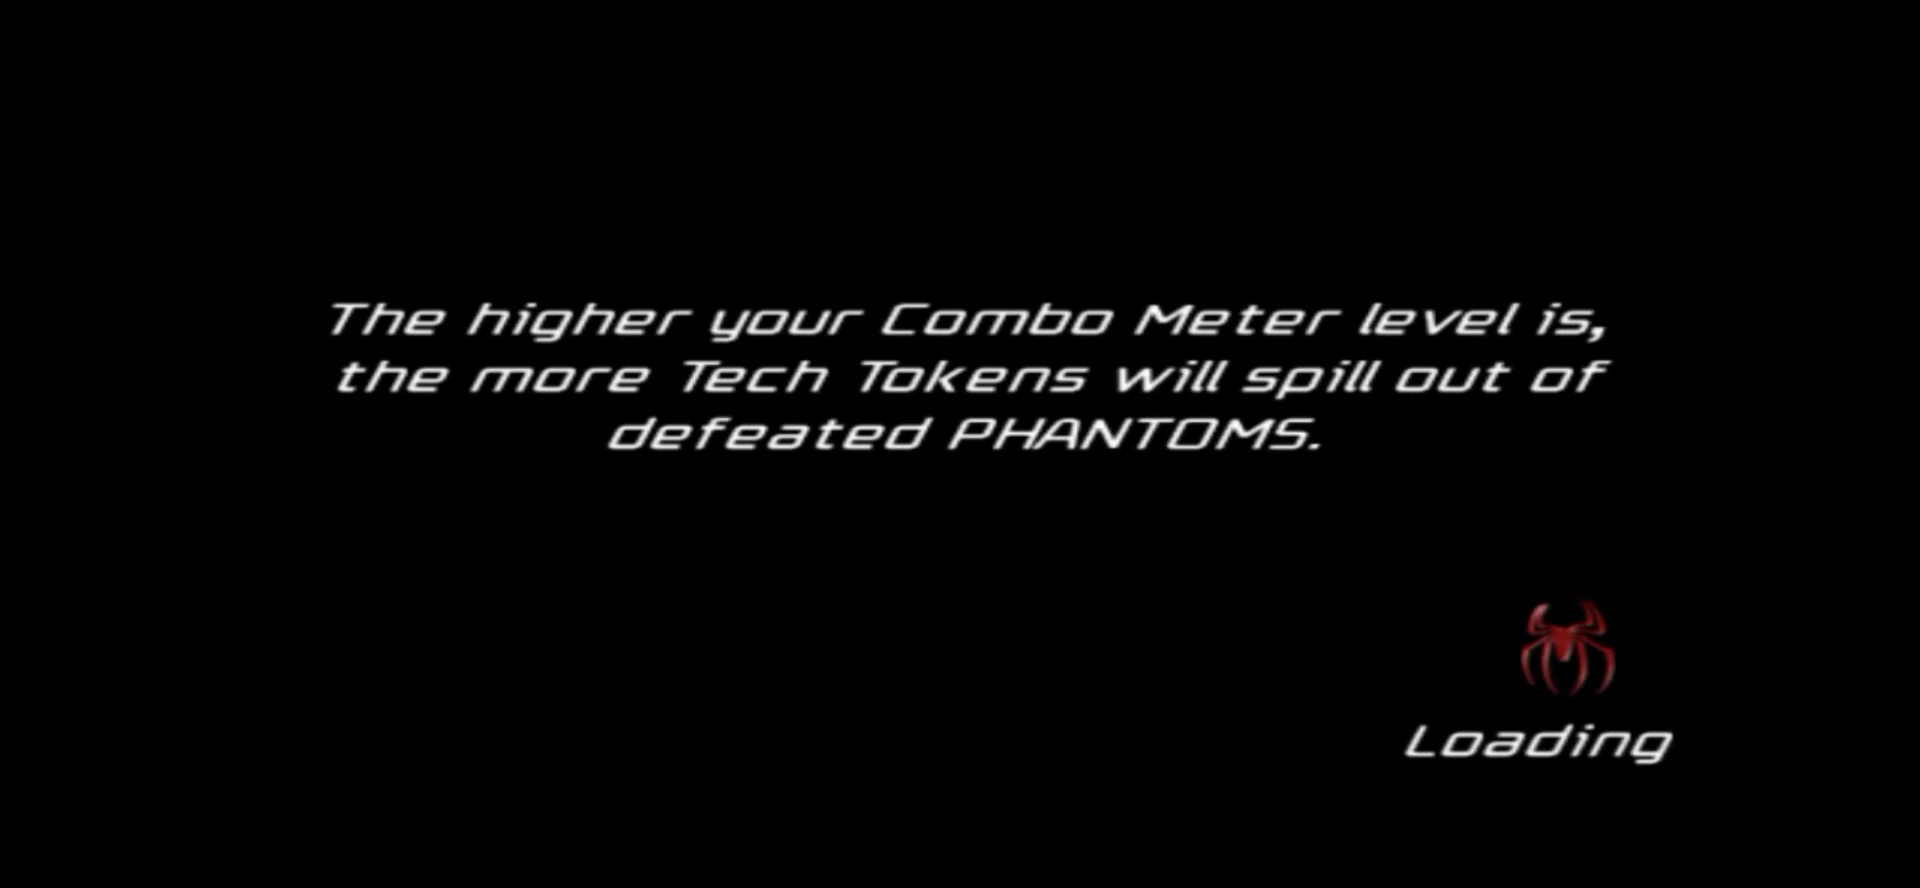 The higher your Combo Meter level is,
the more Tech Tokens will spill out of
defeated PHANTOMS.
Loading